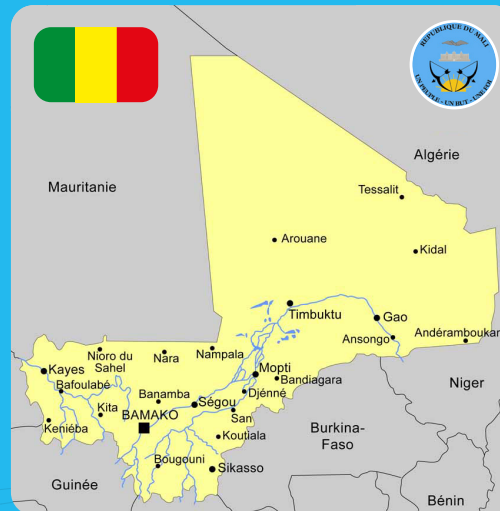 REPUBLIQUE DU MALI
UN PEUPLE - UN BUT - UNE FOI
Algérie
Mauritanie
Tessalit
Arouane
Kidal
Timbuktu
Gao
Ansongo
Andéramboukan
Nioro du
Sahel
Nara
Nampala
Kayes
Mopti
Bandiagara
Bafoulabé
Niger
Banamba
Djénné
Kita
Ségou
San
BAMAKO
Keniéba
Koutiala
Burkina-
Faso
Bougouni
Sikasso
Guinée
Bénin